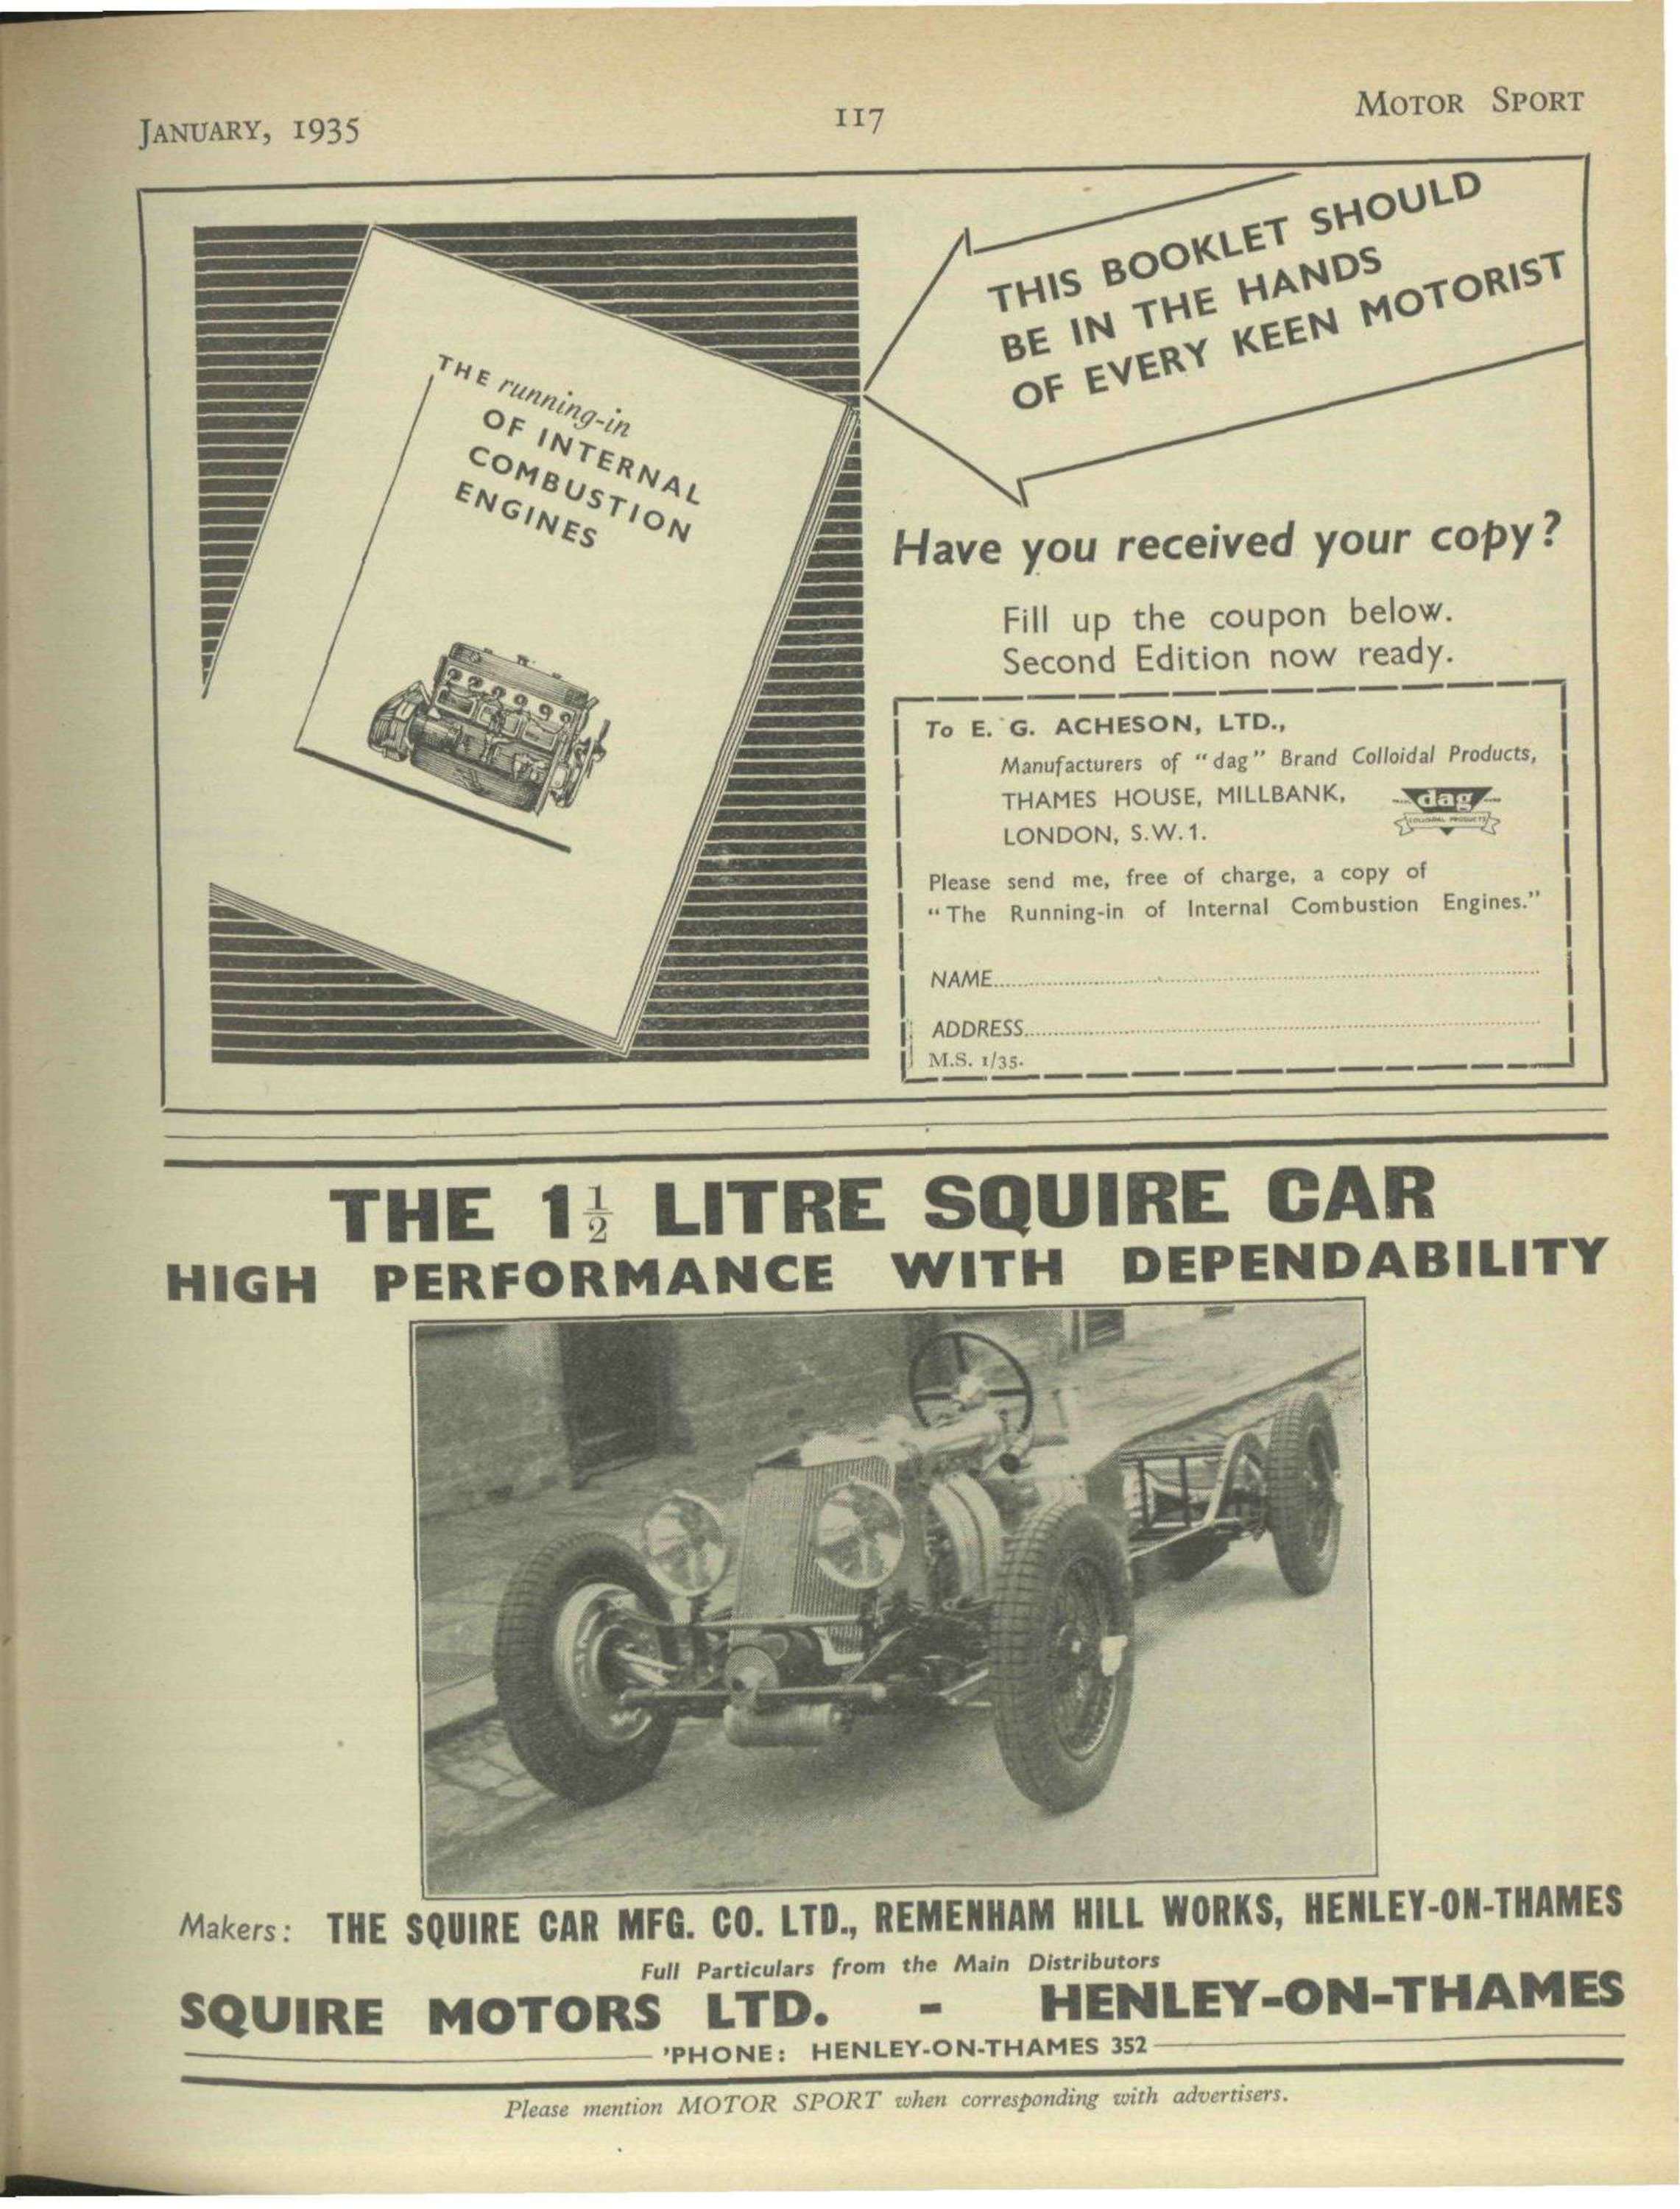 JANUARY, 1935
117
MOTOR SPORT
THIS BOOKLET SHOULD
BE IN THE HANDS
OF EVERY KEEN MOTORIST
THE running-in
OF INTERNAL
COMBUSTION
ENGINES
Have you received your copy?
Fill up the coupon below.
Second Edition now ready.
To E. G. ACHESON, LTD.,
Manufacturers of "dag" Brand Colloidal Products,
THAMES HOUSE, MILLBANK,
LONDON, S.W.1.
dag
COLLOIDAL PRODUCTS
Please send me, free of charge, a copy of
"The Running-in of Internal Combustion Engines."
NAME
ADDRESS
M.S. 1/35.
THE 1½ LITRE SQUIRE CAR
HIGH PERFORMANCE WITH DEPENDABILITY
Makers: THE SQUIRE CAR MFG. CO. LTD., REMENHAM HILL WORKS, HENLEY-ON-THAMES
Full Particulars from the Main Distributors
SQUIRE MOTORS LTD. - HENLEY-ON-THAMES
'PHONE: HENLEY-ON-THAMES 352
Please mention MOTOR SPORT when corresponding with advertisers.